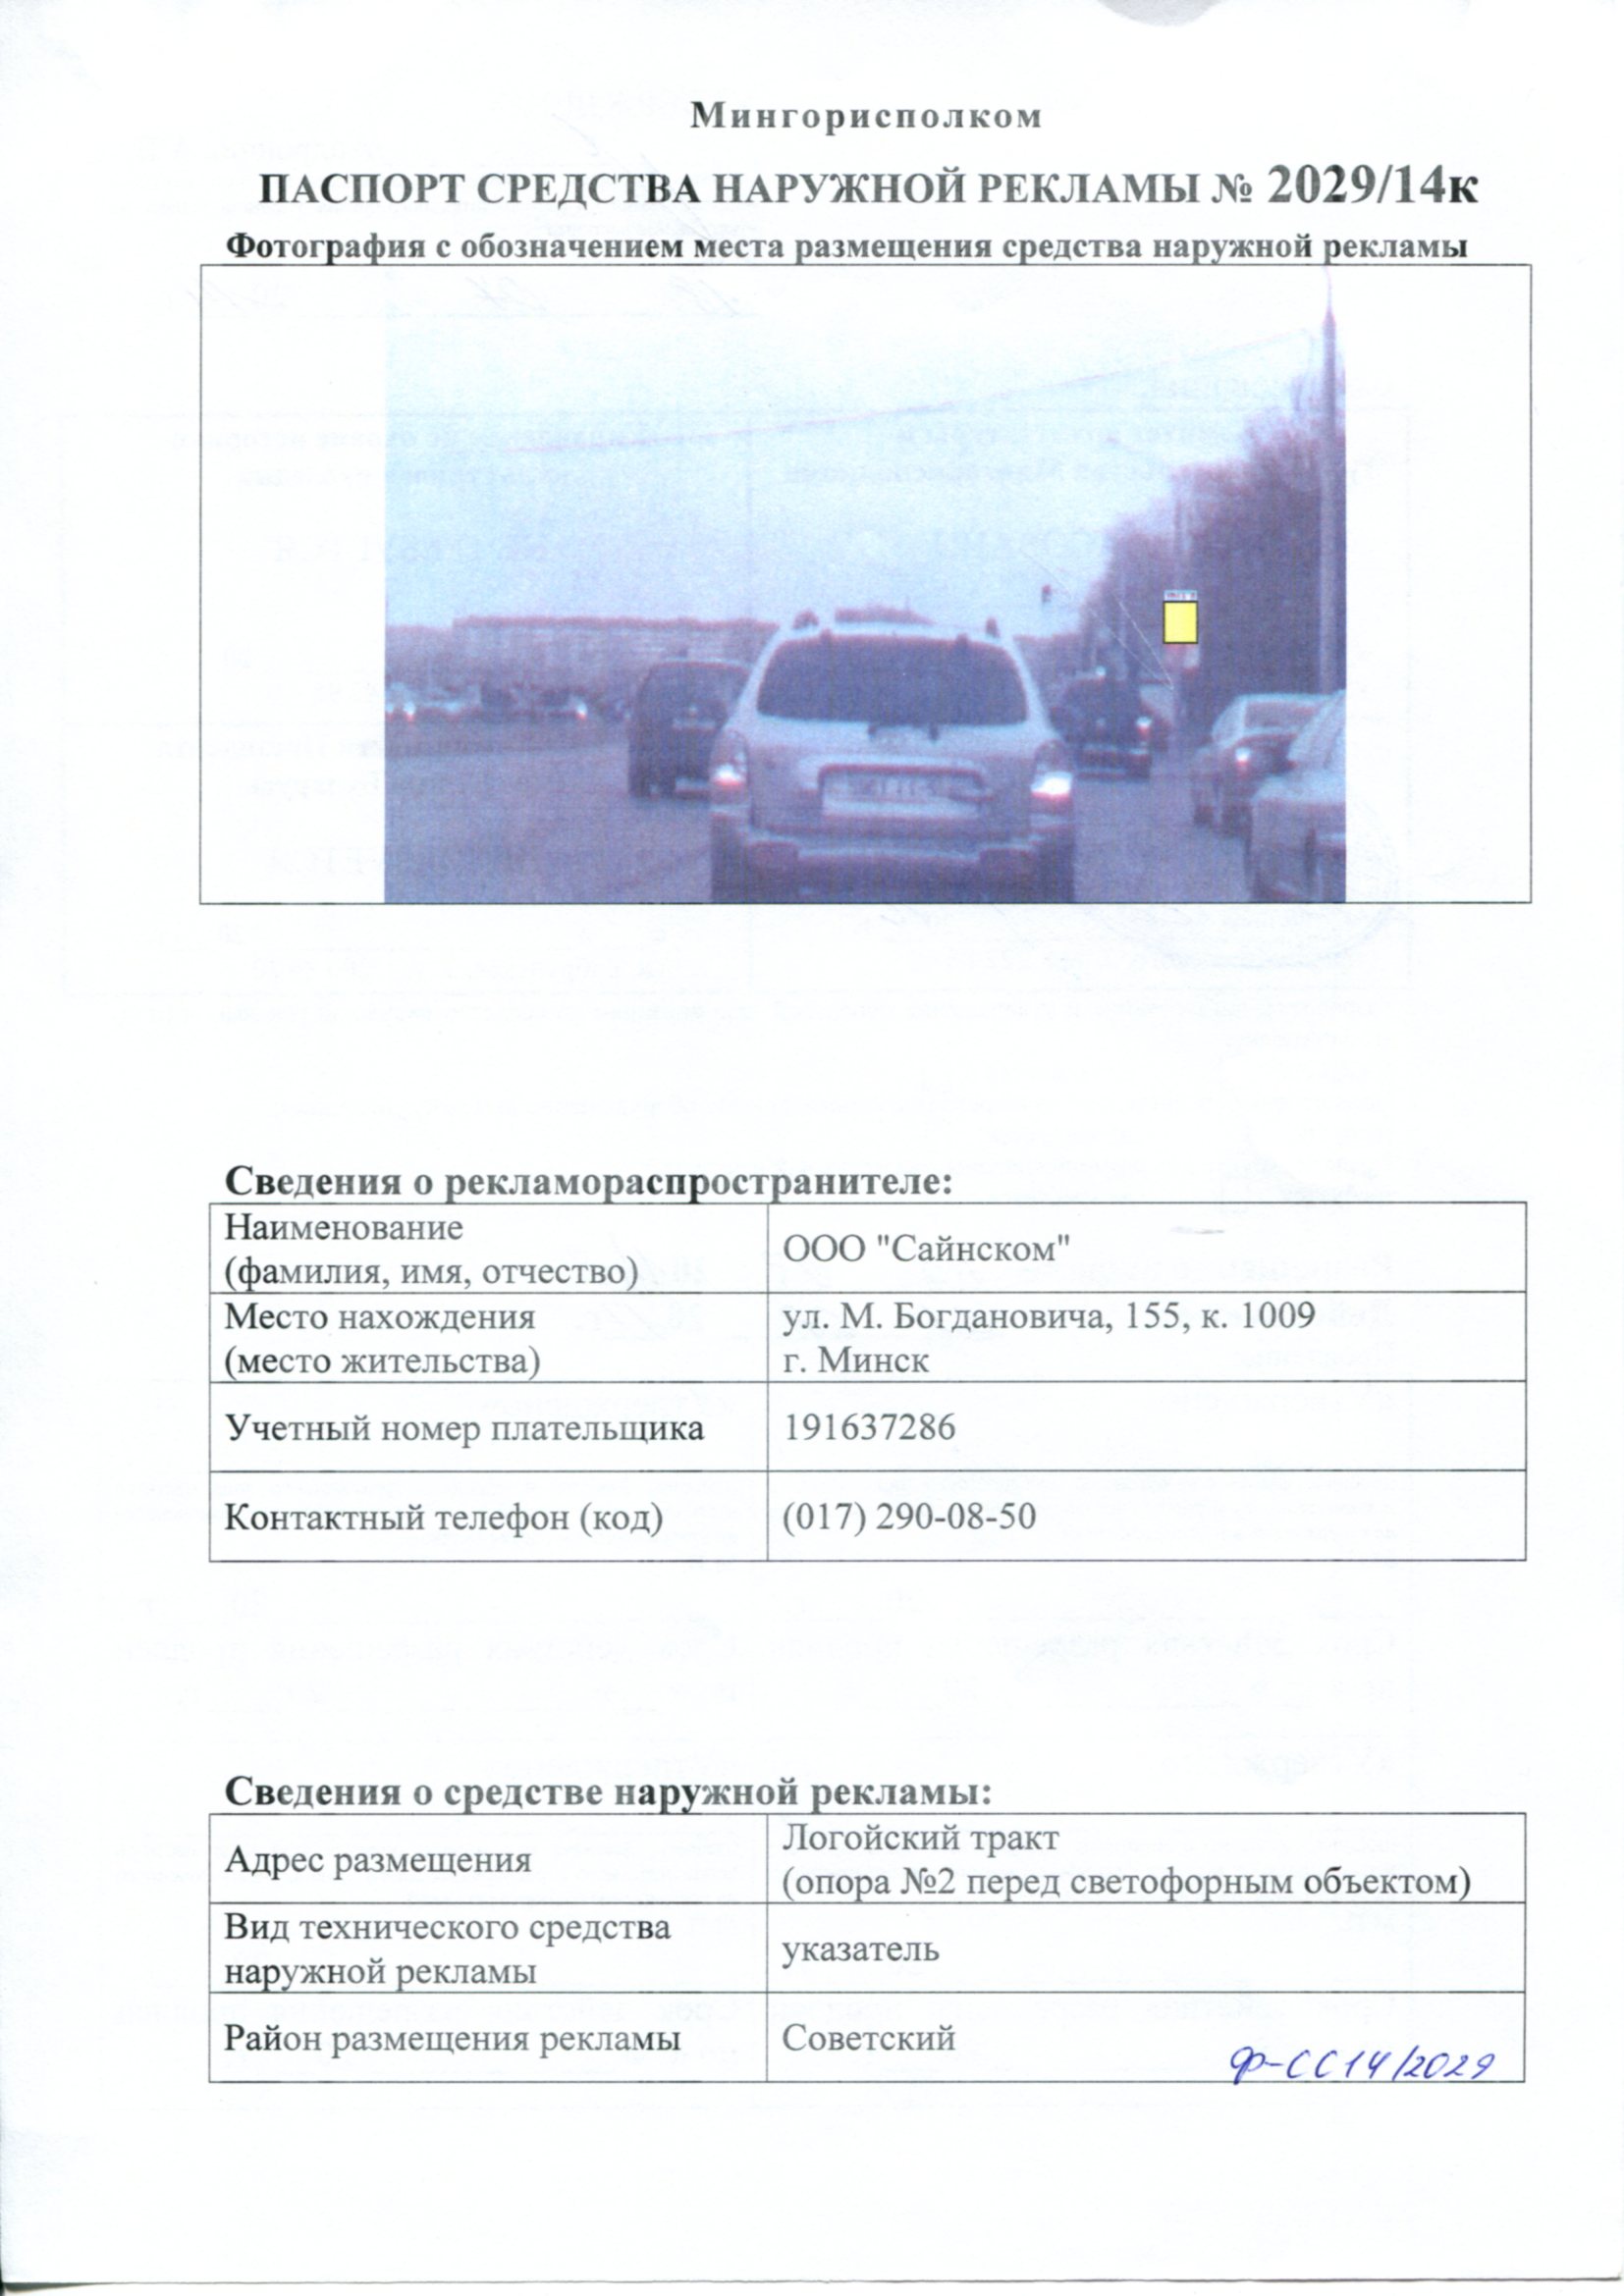 Мингорисполком
ПАСПОРТ СРЕДСТВА НАРУЖНОЙ РЕКЛАМЫ № 2029/14к
Фотография с обозначением места размещения средства наружной рекламы
Сведения о рекламораспространителе:
Наименование
(фамилия, имя, отчество)
ООО "Сайнском"
Место нахождения
(место жительства)
ул. М. Богдановича, 155, к. 1009
г. Минск
Учетный номер плательщика
191637286
Контактный телефон (код)
(017) 290-08-50
Сведения о средстве наружной рекламы:
Адрес размещения
Логойский тракт
(опора №2 перед светофорным объектом)
Вид технического средства
наружной рекламы
указатель
Район размещения рекламы
Советский
Ф-СС14/2029